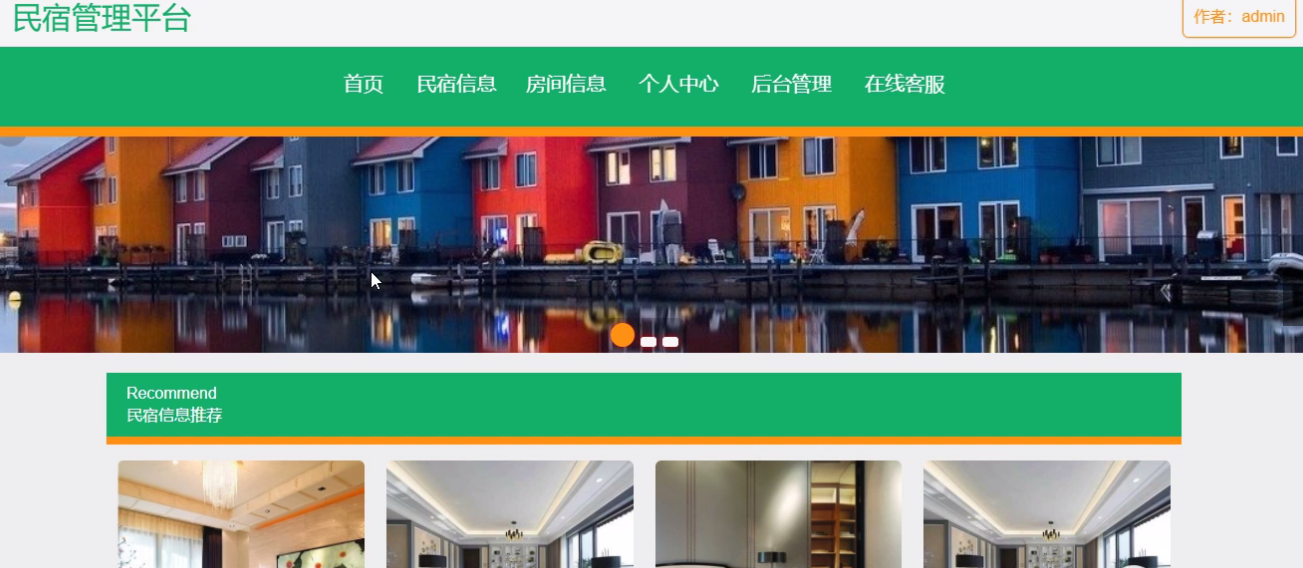 民宿管理平台
作者：admin
首页 民宿信息 房间信息 个人中心 后台管理 在线客服
Recommend
民宿信息推荐